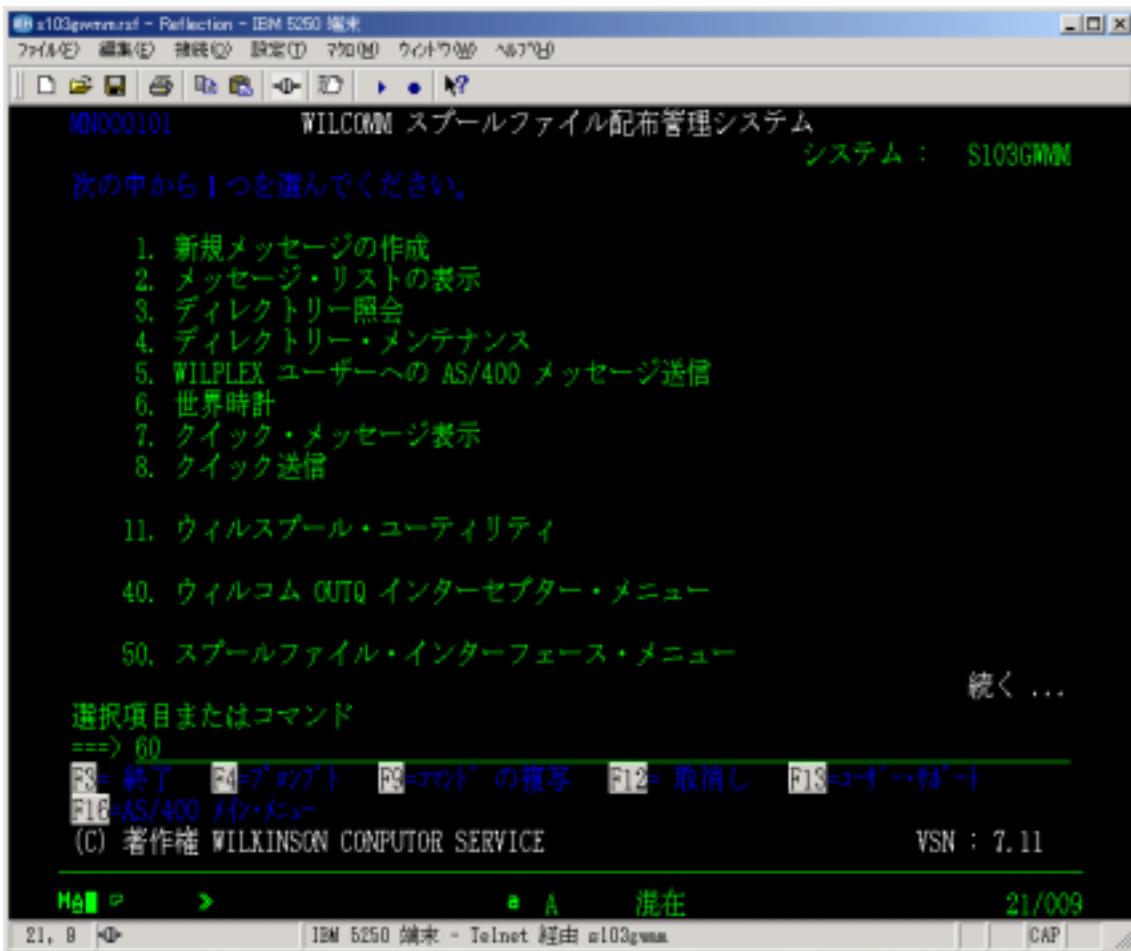 s103gwmm.rsf - Reflection - IBM 5250 端末
ファイル(F) 編集(E) 接続(C) 設定(T) マクロ(M) ウィンドウ(W) ヘルプ(H)
MN000101 WILCOMM スプールファイル配布管理システム
システム : S103GWMM
次の中から 1 つを選んでください。
1. 新規メッセージの作成
2. メッセージ・リストの表示
3. ディレクトリー照会
4. ディレクトリー・メンテナンス
5. WILPLEX ユーザーへの AS/400 メッセージ送信
6. 世界時計
7. クイック・メッセージ表示
8. クイック送信
11. ウィルスプール・ユーティリティ
40. ウィルコム OUTQ インターセプター・メニュー
50. スプールファイル・インターフェース・メニュー
続く ...
選択項目またはコマンド
===> 60
F3= 終了 F4=プロンプト F9=コマンド の複写 F12= 取消し F13=ユーザー・サポート
F16=AS/400 メイン・メニュー
(C) 著作権 WILKINSON COMPUTOR SERVICE VSN : 7.11
MA a A 混在 21/009
21, 9 IBM 5250 端末 - Telnet 経由 s103gwmm CAP